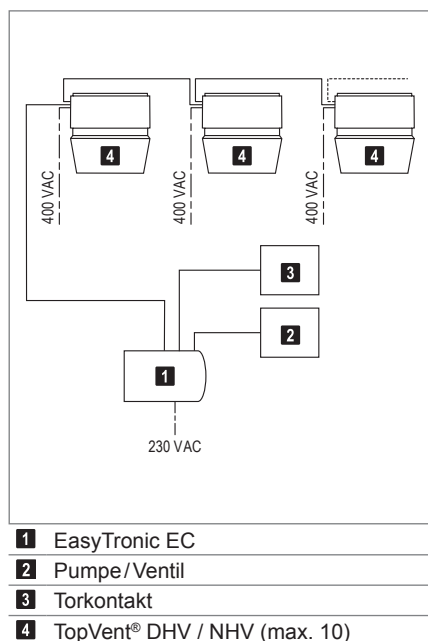 4
4
4
400 VAC
400 VAC
400 VAC
3
2
1
230 VAC
1 EasyTronic EC
2 Pumpe / Ventil
3 Torkontakt
4 TopVent® DHV / NHV (max. 10)